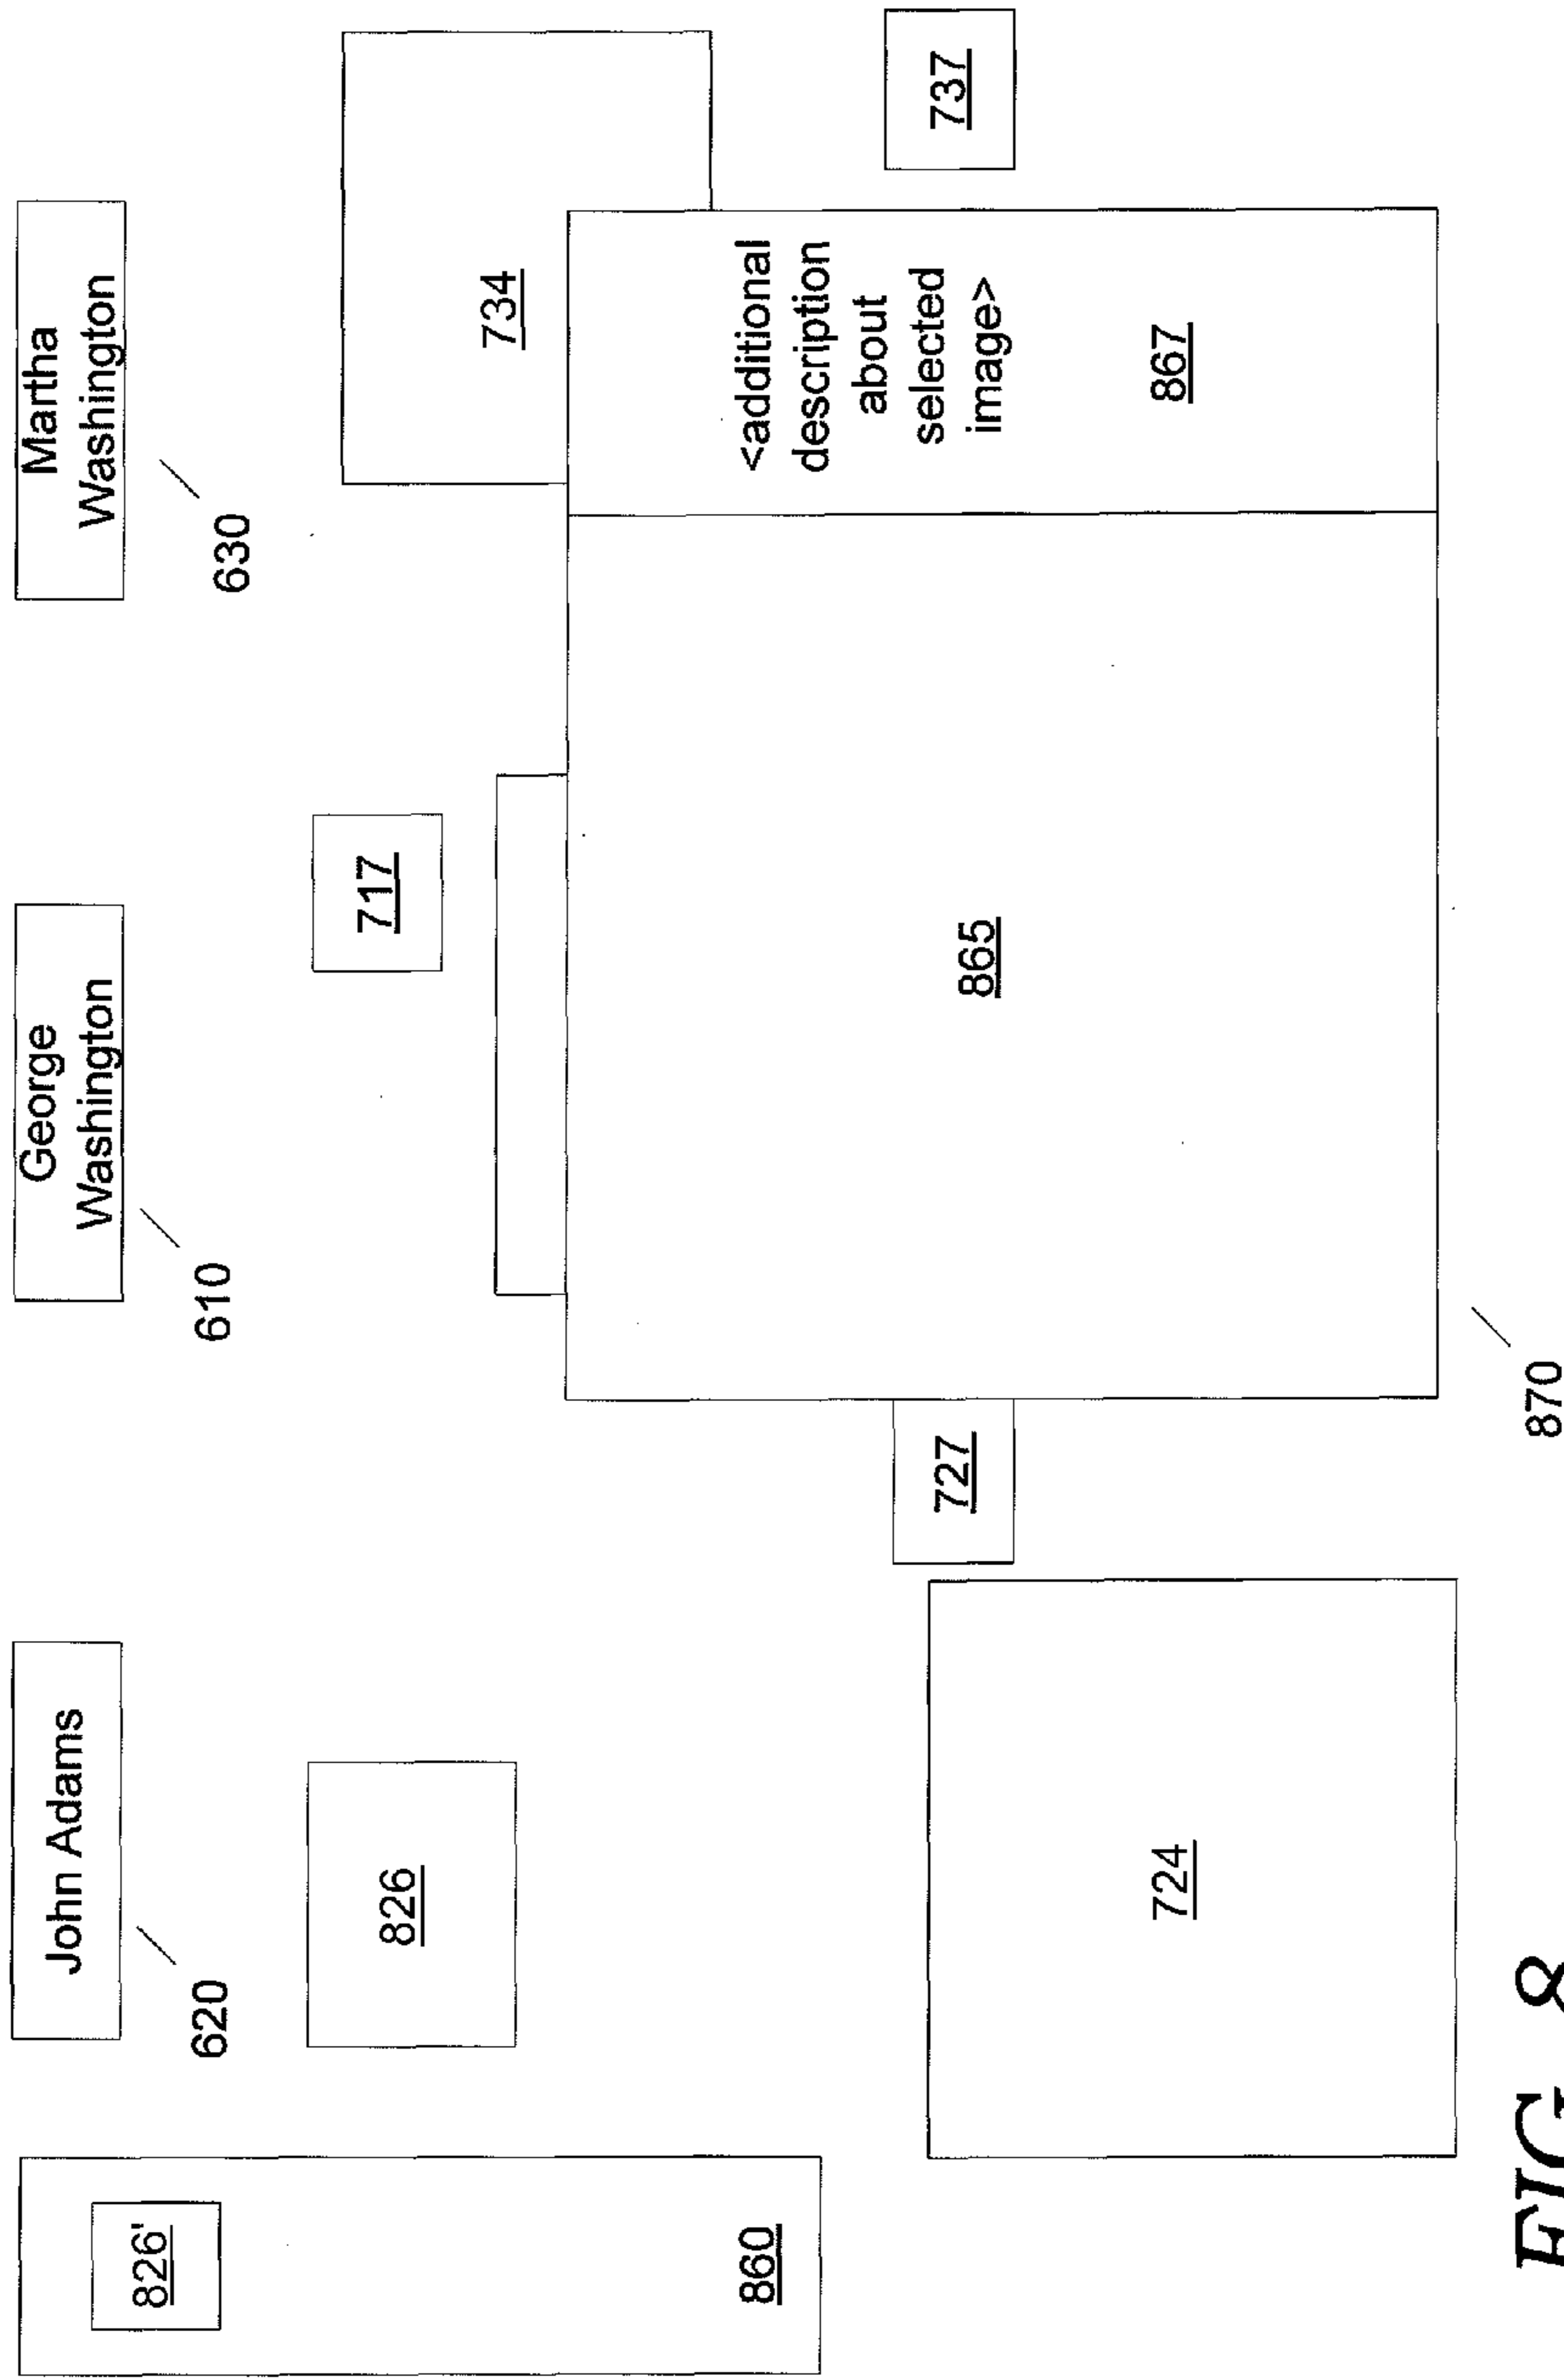 826'
860
John Adams
620
826
724
George
Washington
610
717
727
865
870
Martha
Washington
630
734
<additional
description
about
selected
image>
867
737
FIG. 8